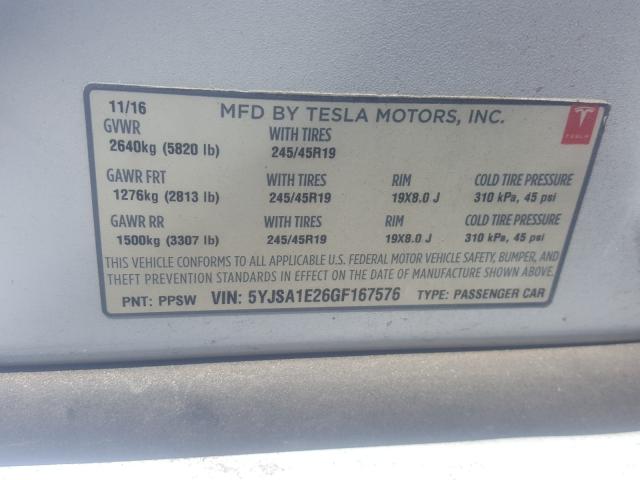 11/16 MFD BY TESLA MOTORS, INC.
GVWR WITH TIRES
2640kg (5820 lb) 245/45R19
TESLA
GAWR FRT WITH TIRES RIM COLD TIRE PRESSURE
1276kg (2813 lb) 245/45R19 19X8.0 J 310 kPa, 45 psi
GAWR RR WITH TIRES RIM COLD TIRE PRESSURE
1500kg (3307 lb) 245/45R19 19X8.0 J 310 kPa, 45 psi
THIS VEHICLE CONFORMS TO ALL APPLICABLE U.S. FEDERAL MOTOR VEHICLE SAFETY, BUMPER, AND
THEFT PREVENTION STANDARDS IN EFFECT ON THE DATE OF MANUFACTURE SHOWN ABOVE.
PNT: PPSW VIN: 5YJSA1E26GF167576 TYPE: PASSENGER CAR